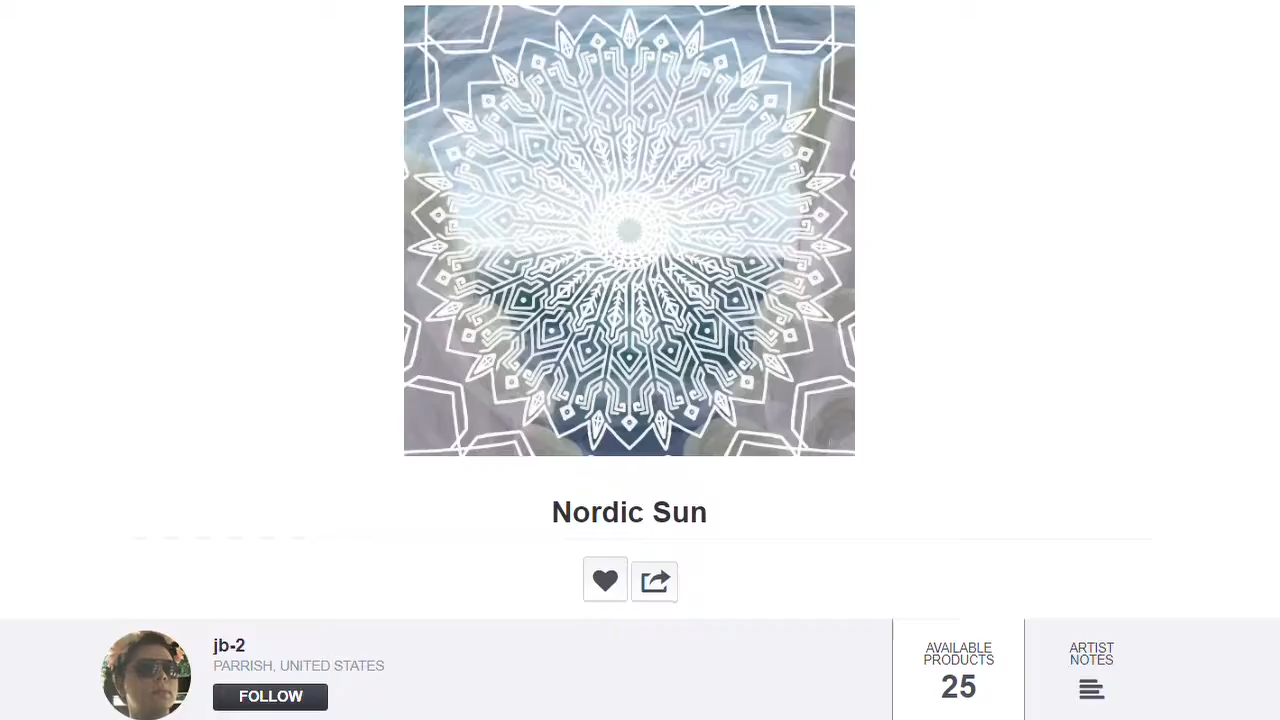 Nordic Sun
jb-2
PARRISH, UNITED STATES
FOLLOW
AVAILABLE
PRODUCTS
25
ARTIST
NOTES